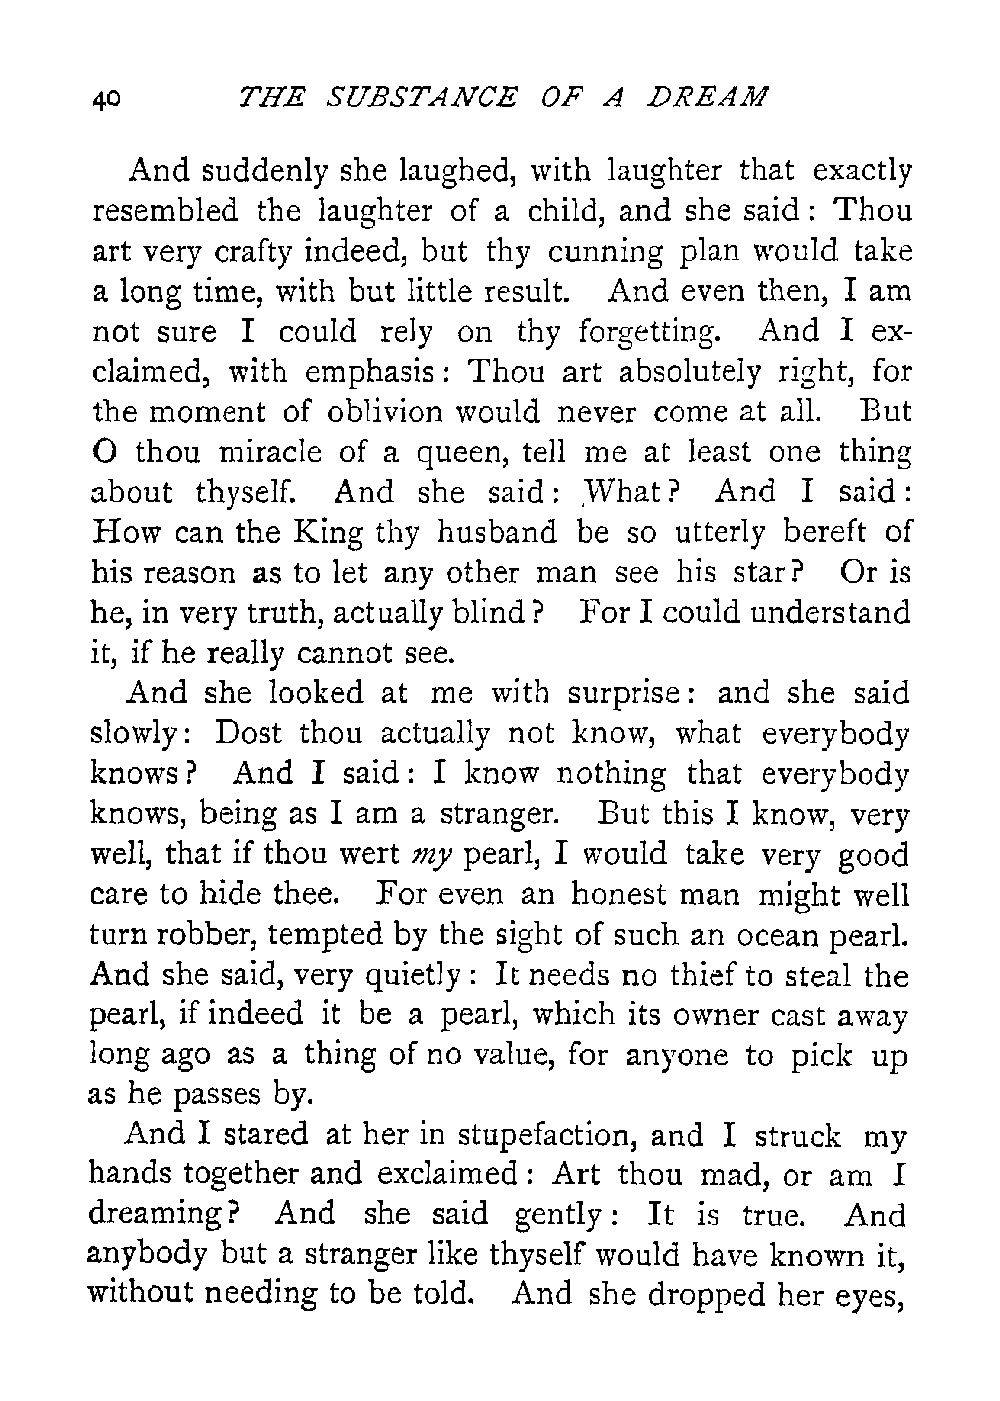 40 THE SUBSTANCE OF A DREAM
And suddenly she laughed, with laughter that exactly
resembled the laughter of a child, and she said : Thou
art very crafty indeed, but thy cunning plan would take
a long time, with but little result. And even then, I am
not sure I could rely on thy forgetting. And I ex-
claimed, with emphasis : Thou art absolutely right, for
the moment of oblivion would never come at all. But
O thou miracle of a queen, tell me at least one thing
about thyself. And she said : What ? And I said :
How can the King thy husband be so utterly bereft of
his reason as to let any other man see his star ? Or is
he, in very truth, actually blind ? For I could understand
it, if he really cannot see.
And she looked at me with surprise : and she said
slowly : Dost thou actually not know, what everybody
knows ? And I said : I know nothing that everybody
knows, being as I am a stranger. But this I know, very
well, that if thou wert my pearl, I would take very good
care to hide thee. For even an honest man might well
turn robber, tempted by the sight of such an ocean pearl.
And she said, very quietly : It needs no thief to steal the
pearl, if indeed it be a pearl, which its owner cast away
long ago as a thing of no value, for anyone to pick up
as he passes by.
And I stared at her in stupefaction, and I struck my
hands together and exclaimed : Art thou mad, or am I
dreaming ? And she said gently : It is true. And
anybody but a stranger like thyself would have known it,
without needing to be told. And she dropped her eyes,